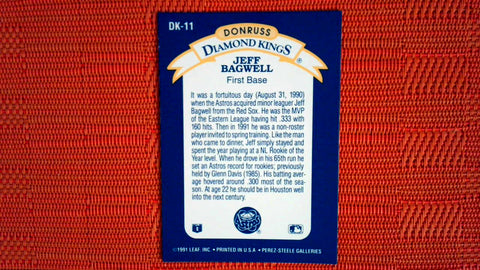 DK-11
DONRUSS
DIAMOND KINGS®
JEFF
BAGWELL
First Base
It was a fortuitous day (August 31, 1990)
when the Astros acquired minor leaguer Jeff
Bagwell from the Red Sox. He was the MVP
of the Eastern League having hit .333 with
160 hits. Then in 1991 he was a non-roster
player invited to spring training. Like the man
who came to dinner, Jeff simply stayed and
spent the year playing at a NL Rookie of the
Year level. When he drove in his 65th run he
set an Astros record for rookies; previously
held by Glenn Davis (1985). His batting aver-
age hovered around .300 most of the sea-
son. At age 22 he should be in Houston well
into the next century.
©1991 LEAF INC. • PRINTED IN U.S.A. • PEREZ-STEELE GALLERIES